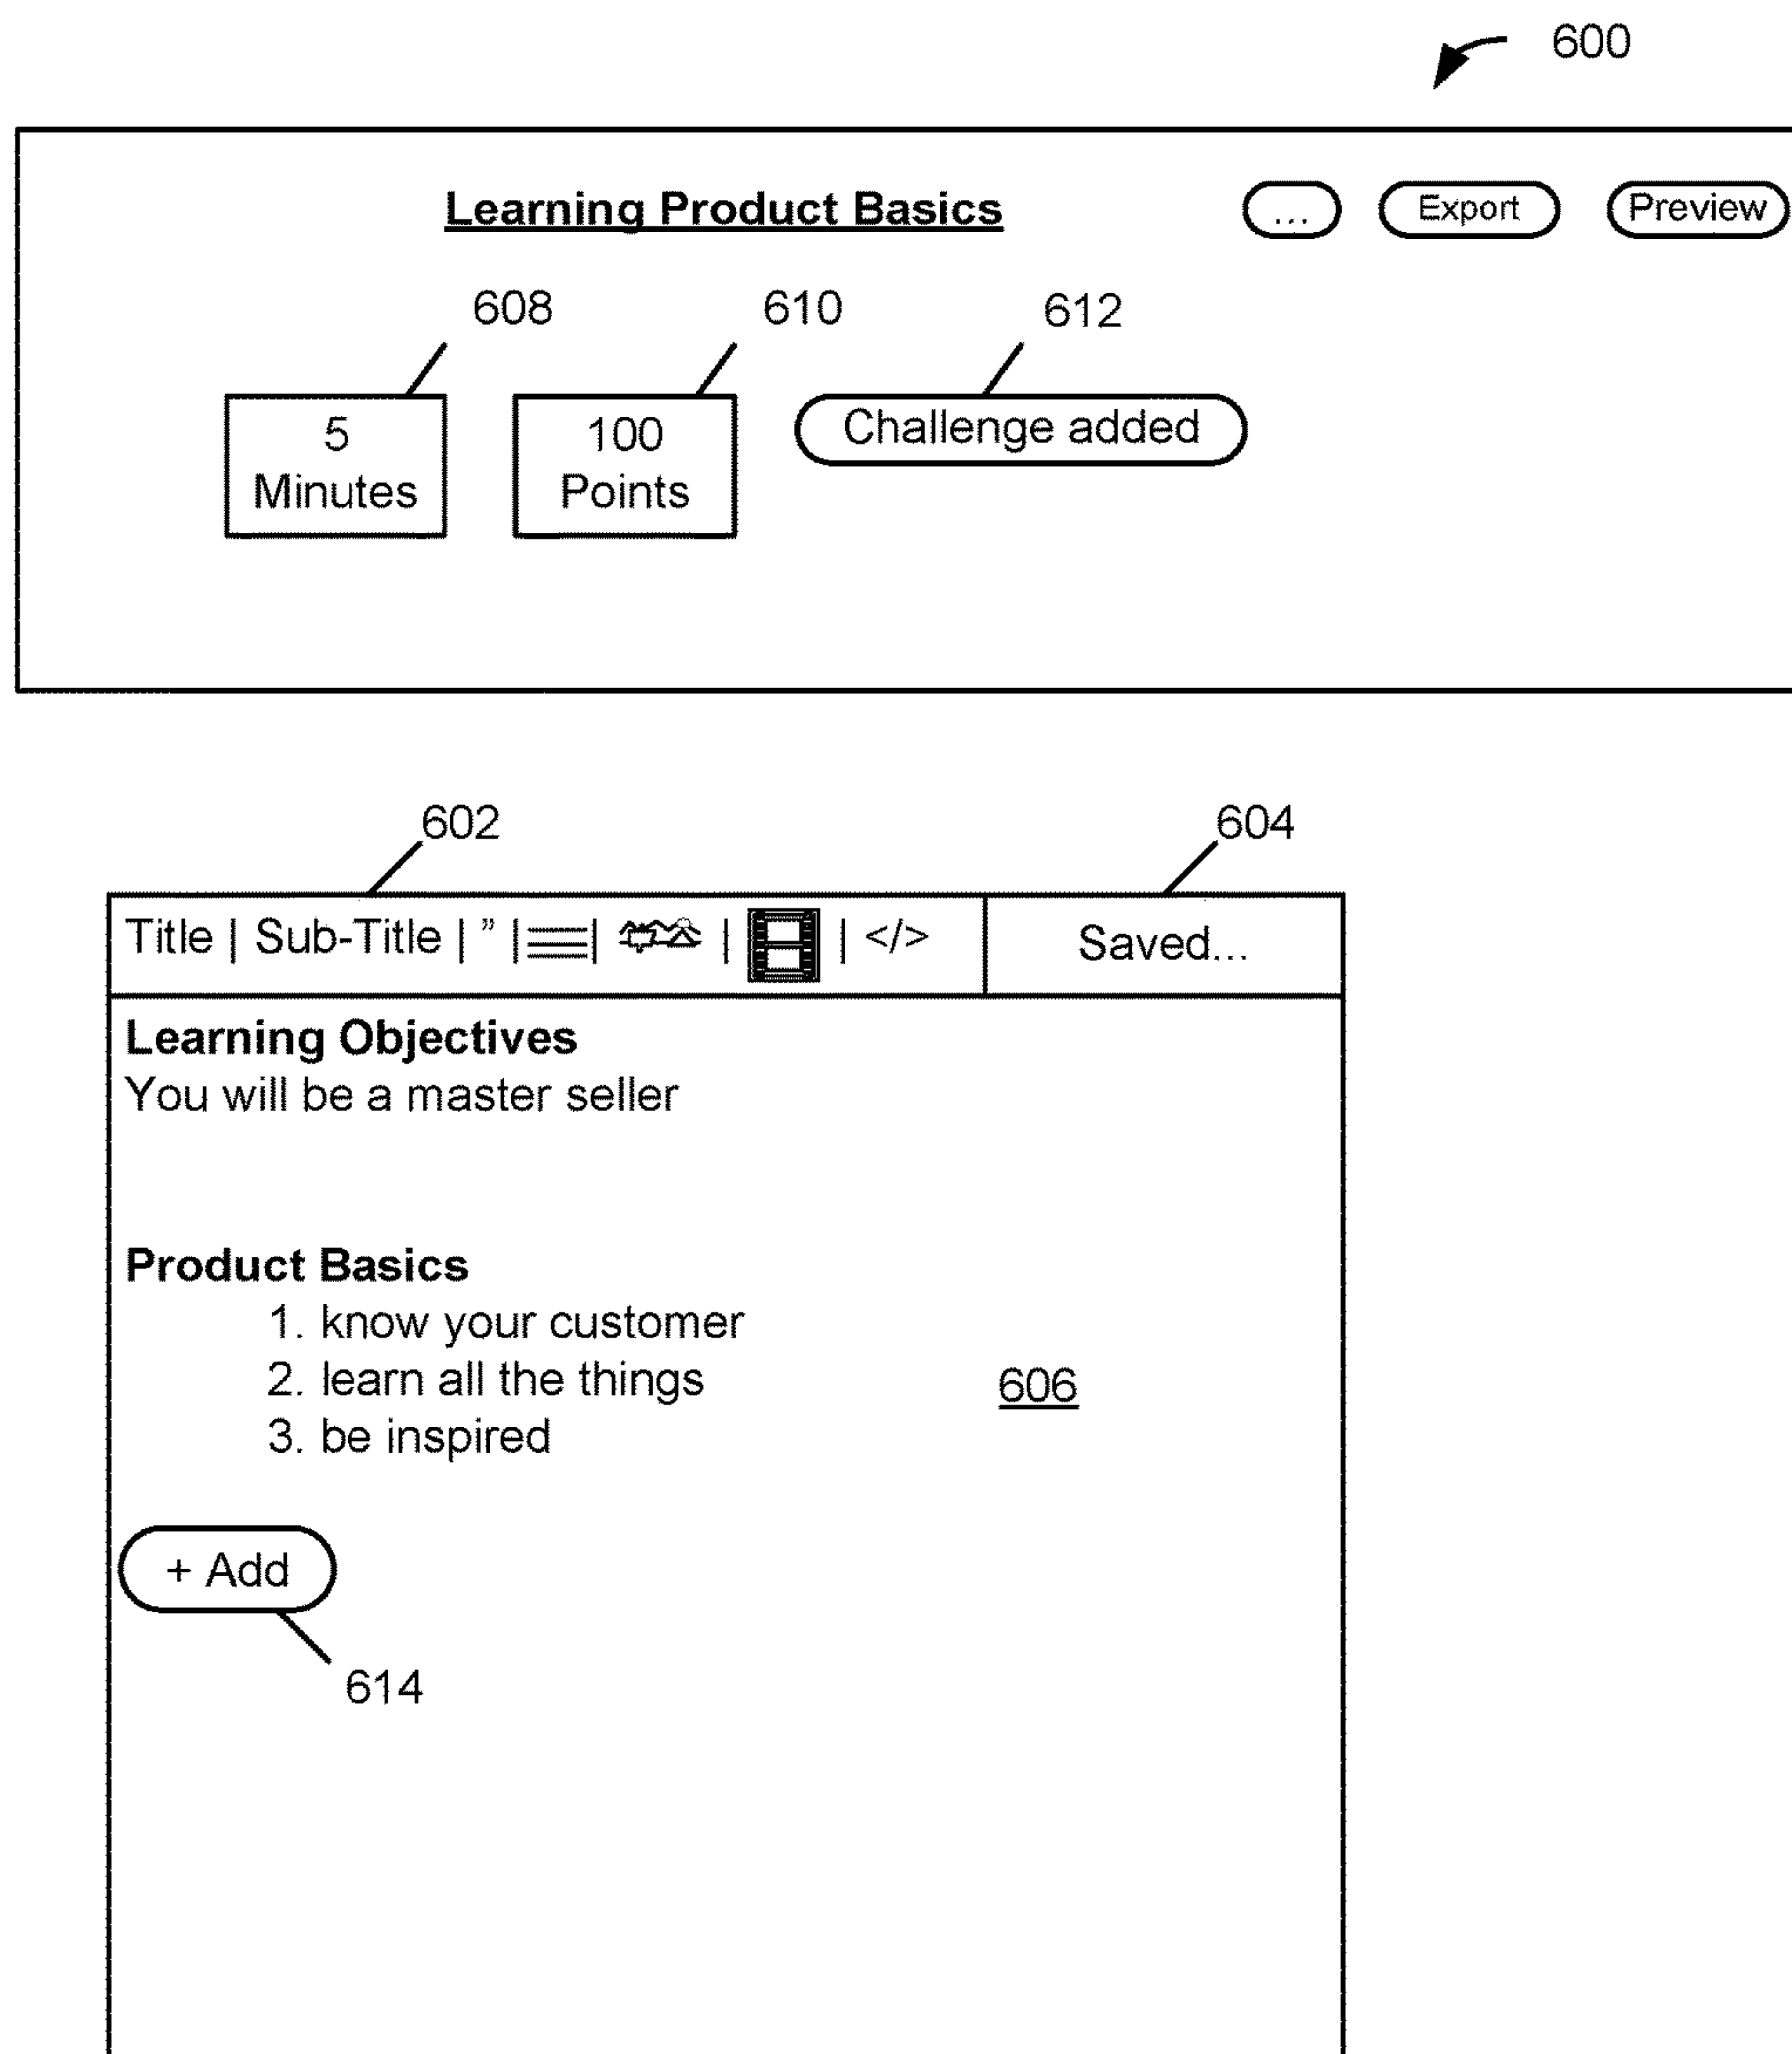 600
Learning Product Basics
... Export Preview
608 610 612
5 Minutes
100 Points
Challenge added
602 604
Title | Sub-Title | ” | | | | </> Saved...
Learning Objectives
You will be a master seller
Product Basics
1. know your customer
2. learn all the things
3. be inspired
606
+ Add
614